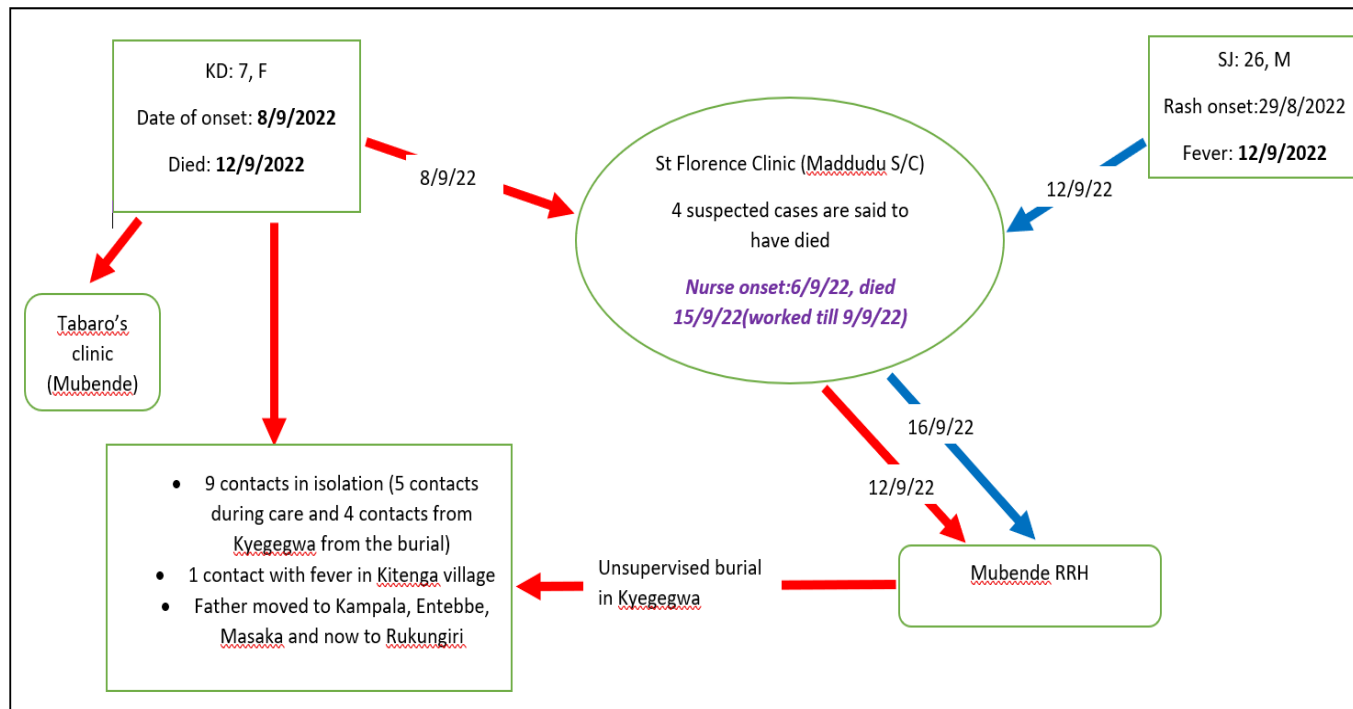 KD: 7, F
Date of onset: 8/9/2022
Died: 12/9/2022
SJ: 26, M
Rash onset:29/8/2022
Fever: 12/9/2022
8/9/22
12/9/22
St Florence Clinic (Maddudu S/C)
4 suspected cases are said to
have died
Nurse onset:6/9/22, died
15/9/22(worked till 9/9/22)
Tabaro's
clinic
(Mubende)
16/9/22
12/9/22
• 9 contacts in isolation (5 contacts
during care and 4 contacts from
Kyegegwa from the burial)
• 1 contact with fever in Kitenga village
• Father moved to Kampala, Entebbe,
Masaka and now to Rukungiri
Unsupervised burial
in Kyegegwa
Mubende RRH